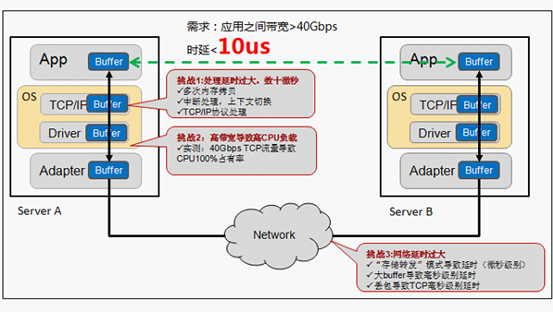 需求：应用之间带宽>40Gbps
时延<10us
App
Buffer
App
Buffer
OS
TCP/IP
Buffer
Driver
Buffer
Adapter
Buffer
Server A
挑战1:处理延时过大，数十微秒
✓多次内存拷贝
✓中断处理，上下文切换
✓TCP/IP协议处理
挑战2：高带宽导致高CPU负载
✓实测：40Gbps TCP流量导致
CPU100%占有率
OS
TCP/IF
Buffer
Driver
Buffer
Adapter
Buffer
Server B
Network
挑战3:网络延时过大
✓“存储转发”模式导致延时（微秒级别）
✓大buffer导致毫秒级别延时
✓丢包导致TCP毫秒级别延时